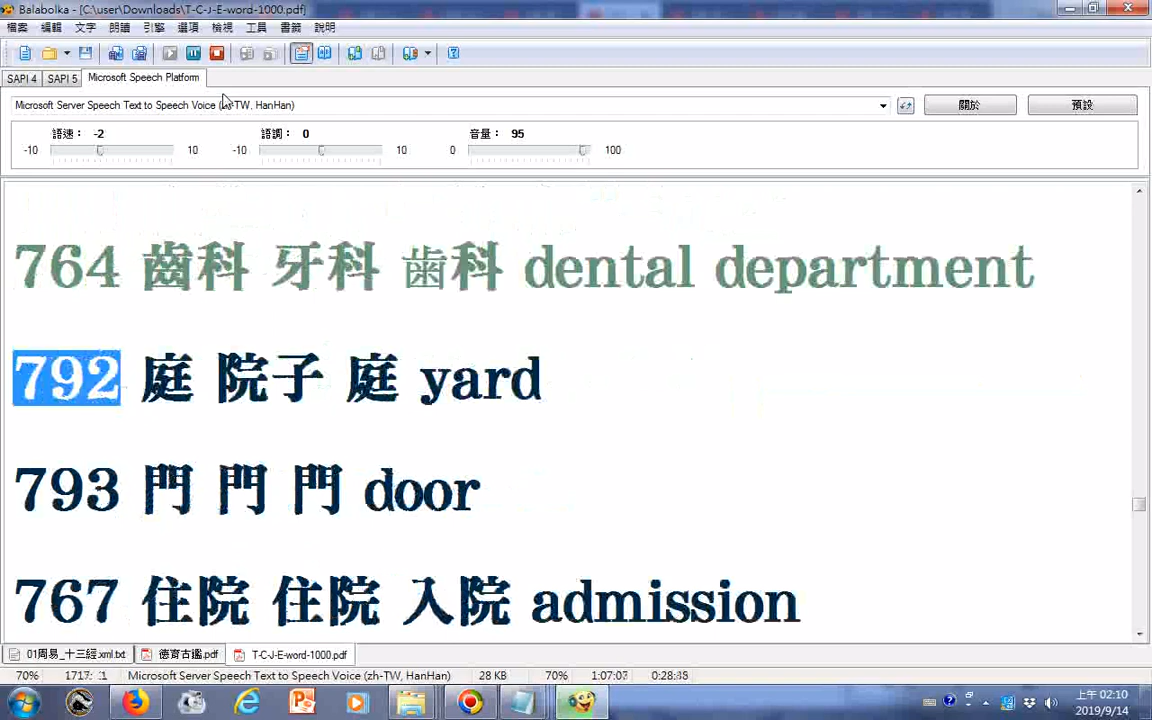 Balabolka - [C:\user\Downloads\T-C-J-E-word-1000.pdf]
檔案 編輯 文字 朗讀 引擎 選項 檢視 工具 書籤 說明
SAPI 4 SAPI 5 Microsoft Speech Platform
Microsoft Server Speech Text to Speech Voice (zh-TW, HanHan) 關於 預設
語速： -2 語調： 0 音量： 95
-10 10 -10 10 0 100
764 齒科 牙科 歯科 dental department
792 庭 院子 庭 yard
793 門 門 門 door
767 住院 住院 入院 admission
01周易_十三經.xml.txt 德育古鑑.pdf T-C-J-E-word-1000.pdf
70% 1717: 1 Microsoft Server Speech Text to Speech Voice (zh-TW, HanHan) 28 KB 70% 1:07:03 0:28:48
上午 02:10
2019/9/14